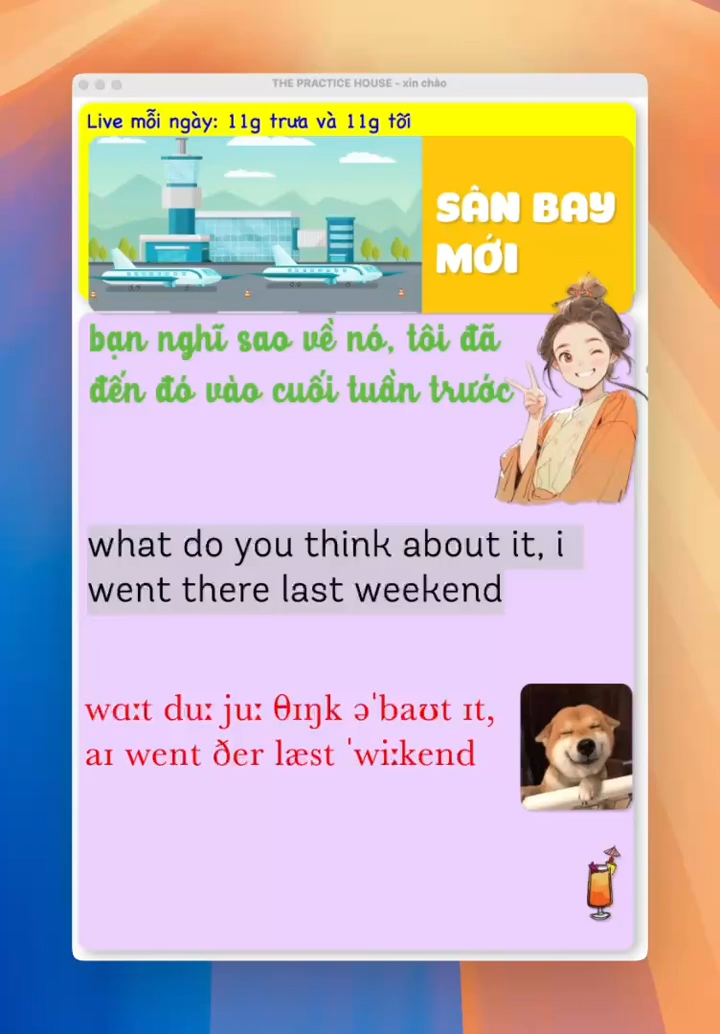 THE PRACTICE HOUSE - xin chào
Live mỗi ngày: 11g trưa và 11g tối
SÂN BAY
MỚI
bạn nghĩ sao về nó, tôi đã
đến đó vào cuối tuần trước
what do you think about it, i
went there last weekend
wɑːt duː juː θɪŋk əˈbaʊt ɪt,
aɪ went ðer læst ˈwiːkend